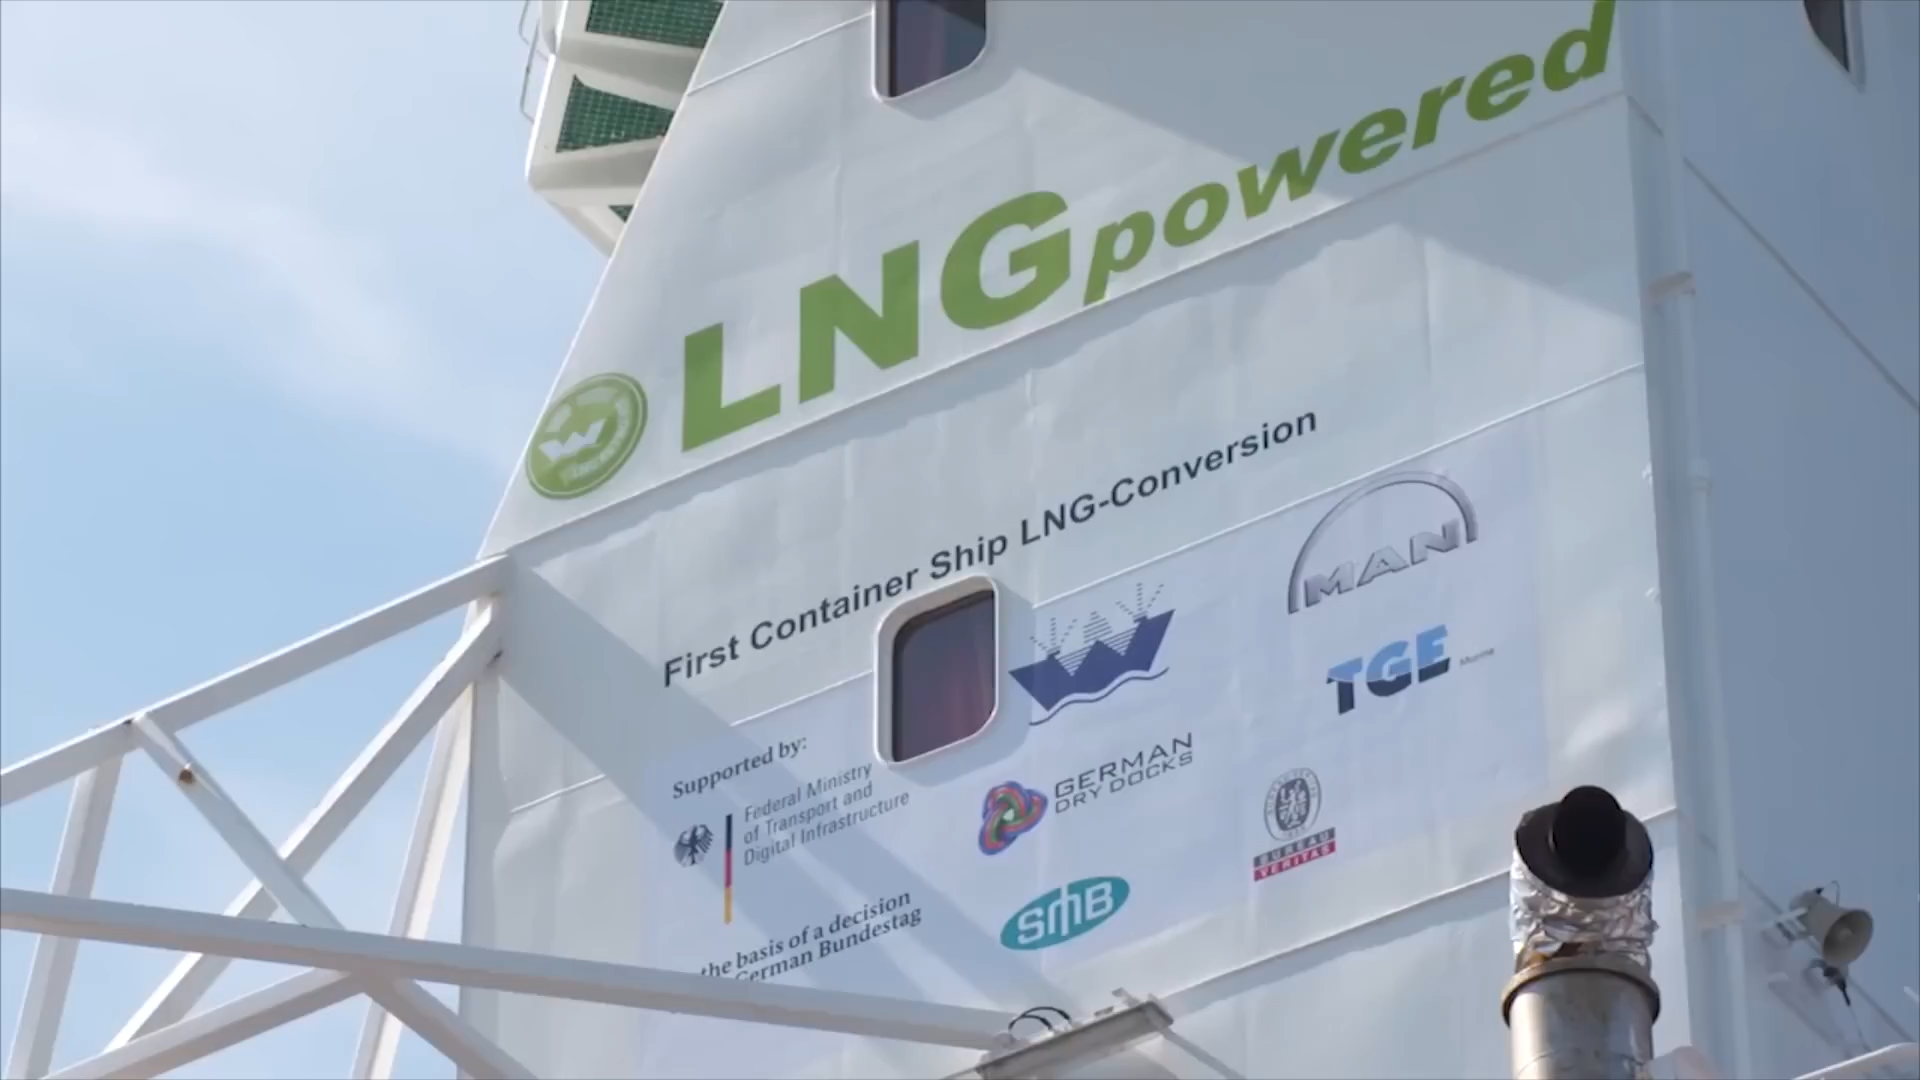 LNGpowered
W
First Container Ship LNG-Conversion
MAN
TGE Marine
Supported by:
Federal Ministry
of Transport and
Digital Infrastructure
GERMAN
DRY DOCKS
BUREAU
VERITAS
SMB
the basis of a decision
German Bundestag